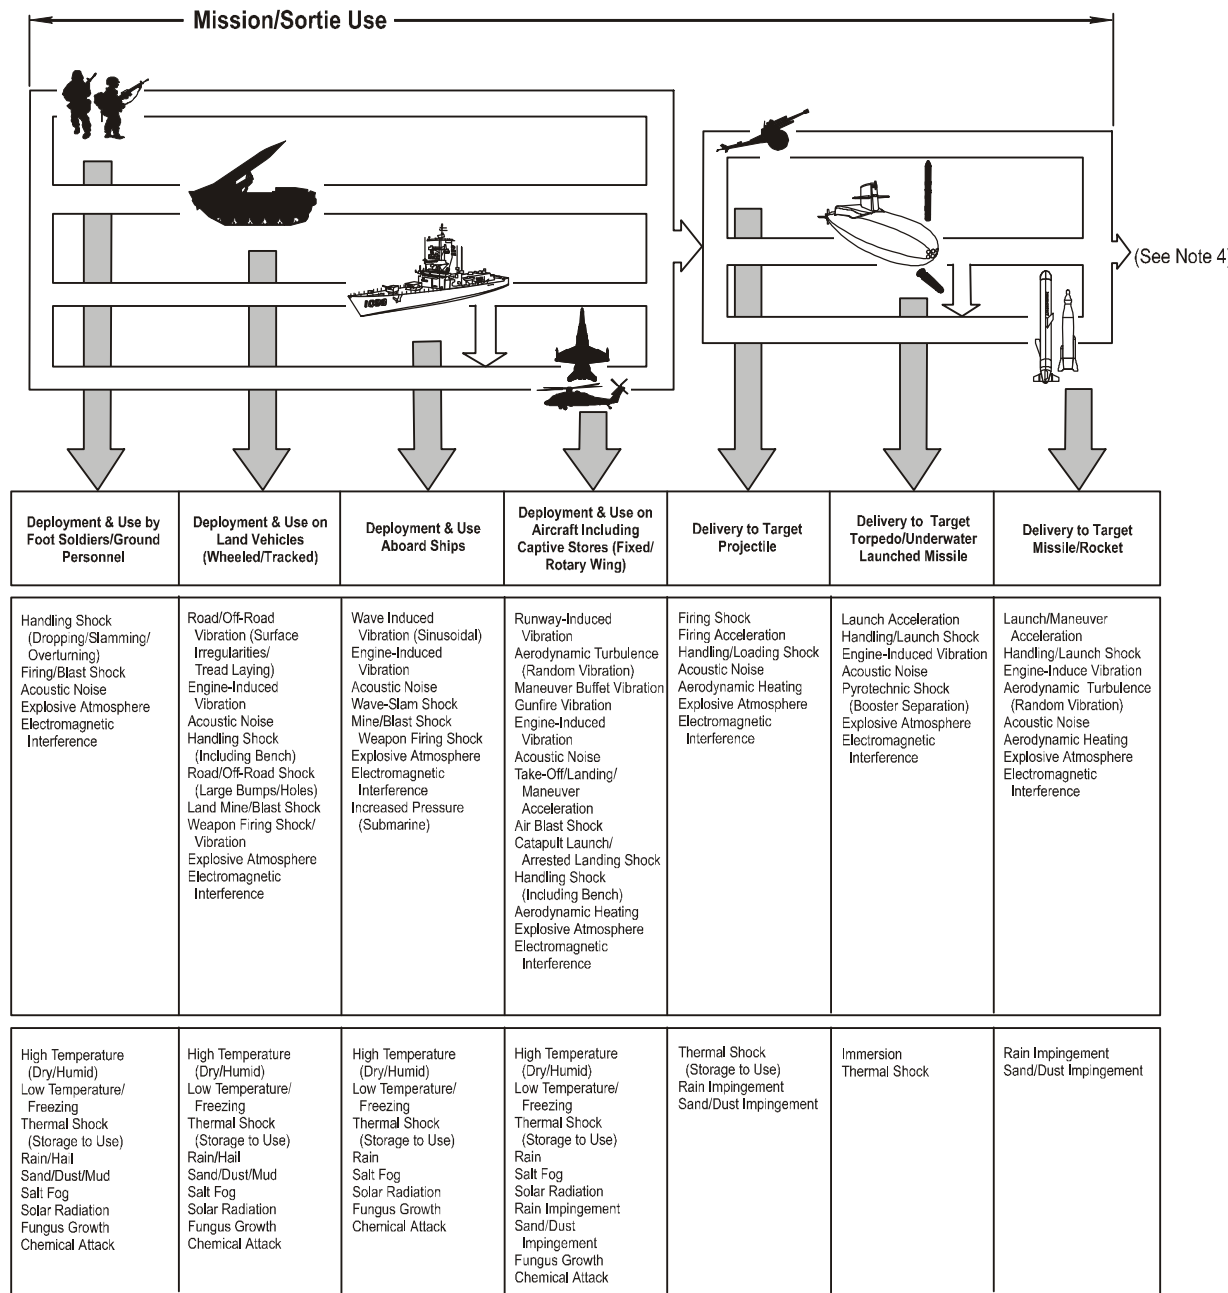 Mission/Sortie Use
1096
(See Note 4)
Deployment & Use by
Foot Soldiers/Ground
Personnel
Deployment & Use on
Land Vehicles
(Wheeled/Tracked)
Deployment & Use
Aboard Ships
Deployment & Use on
Aircraft Including
Captive Stores (Fixed/
Rotary Wing)
Delivery to Target
Projectile
Delivery to Target
Torpedo/Underwater
Launched Missile
Delivery to Target
Missile/Rocket
Handling Shock
(Dropping/Slamming/
Overturning)
Firing/Blast Shock
Acoustic Noise
Explosive Atmosphere
Electromagnetic
Interference
Road/Off-Road
Vibration (Surface
Irregularities/
Tread Laying)
Engine-Induced
Vibration
Acoustic Noise
Handling Shock
(Including Bench)
Road/Off-Road Shock
(Large Bumps/Holes)
Land Mine/Blast Shock
Weapon Firing Shock/
Vibration
Explosive Atmosphere
Electromagnetic
Interference
Wave Induced
Vibration (Sinusoidal)
Engine-Induced
Vibration
Acoustic Noise
Wave-Slam Shock
Mine/Blast Shock
Weapon Firing Shock
Explosive Atmosphere
Electromagnetic
Interference
Increased Pressure
(Submarine)
Runway-Induced
Vibration
Aerodynamic Turbulence
(Random Vibration)
Maneuver Buffet Vibration
Gunfire Vibration
Engine-Induced
Vibration
Acoustic Noise
Take-Off/Landing/
Maneuver
Acceleration
Air Blast Shock
Catapult Launch/
Arrested Landing Shock
Handling Shock
(Including Bench)
Aerodynamic Heating
Explosive Atmosphere
Electromagnetic
Interference
Firing Shock
Firing Acceleration
Handling/Loading Shock
Acoustic Noise
Aerodynamic Heating
Explosive Atmosphere
Electromagnetic
Interference
Launch Acceleration
Handling/Launch Shock
Engine-Induced Vibration
Acoustic Noise
Pyrotechnic Shock
(Booster Separation)
Explosive Atmosphere
Electromagnetic
Interference
Launch/Maneuver
Acceleration
Handling/Launch Shock
Engine-Induce Vibration
Aerodynamic Turbulence
(Random Vibration)
Acoustic Noise
Aerodynamic Heating
Explosive Atmosphere
Electromagnetic
Interference
High Temperature
(Dry/Humid)
Low Temperature/
Freezing
Thermal Shock
(Storage to Use)
Rain/Hail
Sand/Dust/Mud
Salt Fog
Solar Radiation
Fungus Growth
Chemical Attack
High Temperature
(Dry/Humid)
Low Temperature/
Freezing
Thermal Shock
(Storage to Use)
Rain/Hail
Sand/Dust/Mud
Salt Fog
Solar Radiation
Fungus Growth
Chemical Attack
High Temperature
(Dry/Humid)
Low Temperature/
Freezing
Thermal Shock
(Storage to Use)
Rain
Salt Fog
Solar Radiation
Fungus Growth
Chemical Attack
High Temperature
(Dry/Humid)
Low Temperature/
Freezing
Thermal Shock
(Storage to Use)
Rain
Salt Fog
Solar Radiation
Rain Impingement
Sand/Dust
Impingement
Fungus Growth
Chemical Attack
Thermal Shock
(Storage to Use)
Rain Impingement
Sand/Dust Impingement
Immersion
Thermal Shock
Rain Impingement
Sand/Dust Impingement